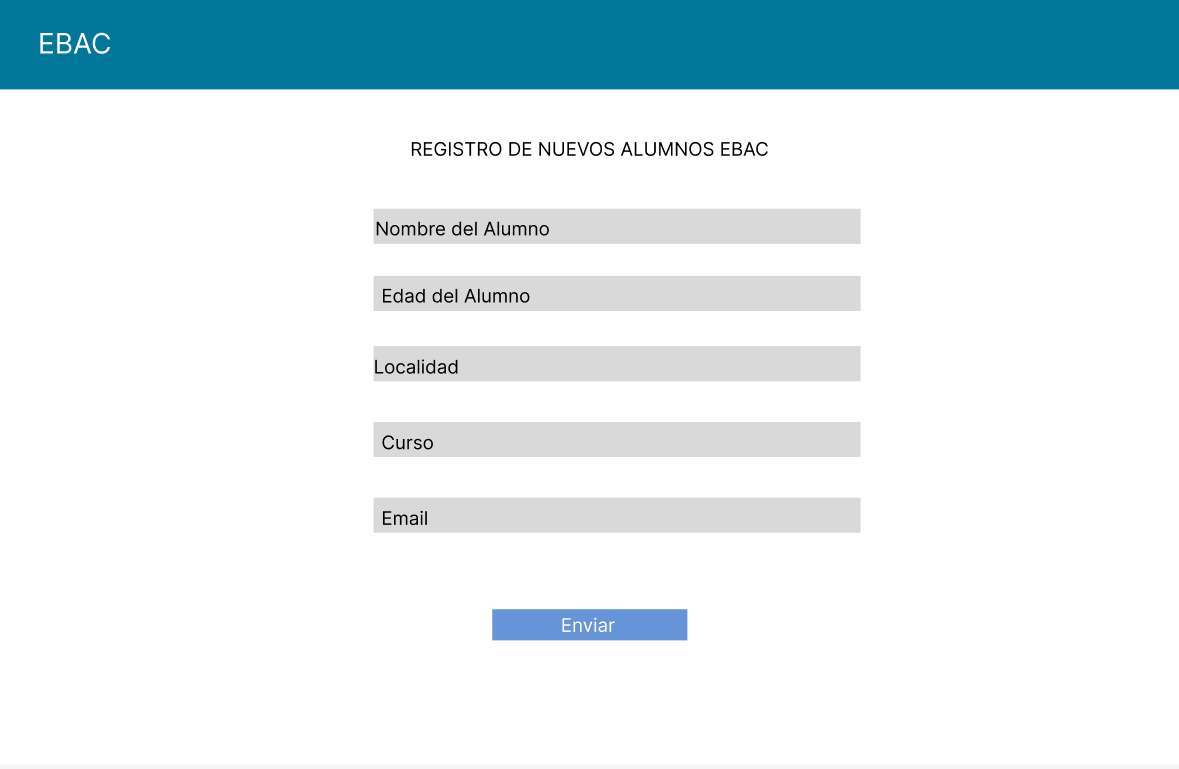 EBAC
REGISTRO DE NUEVOS ALUMNOS EBAC
Nombre del Alumno
Edad del Alumno
Localidad
Curso
Email
Enviar